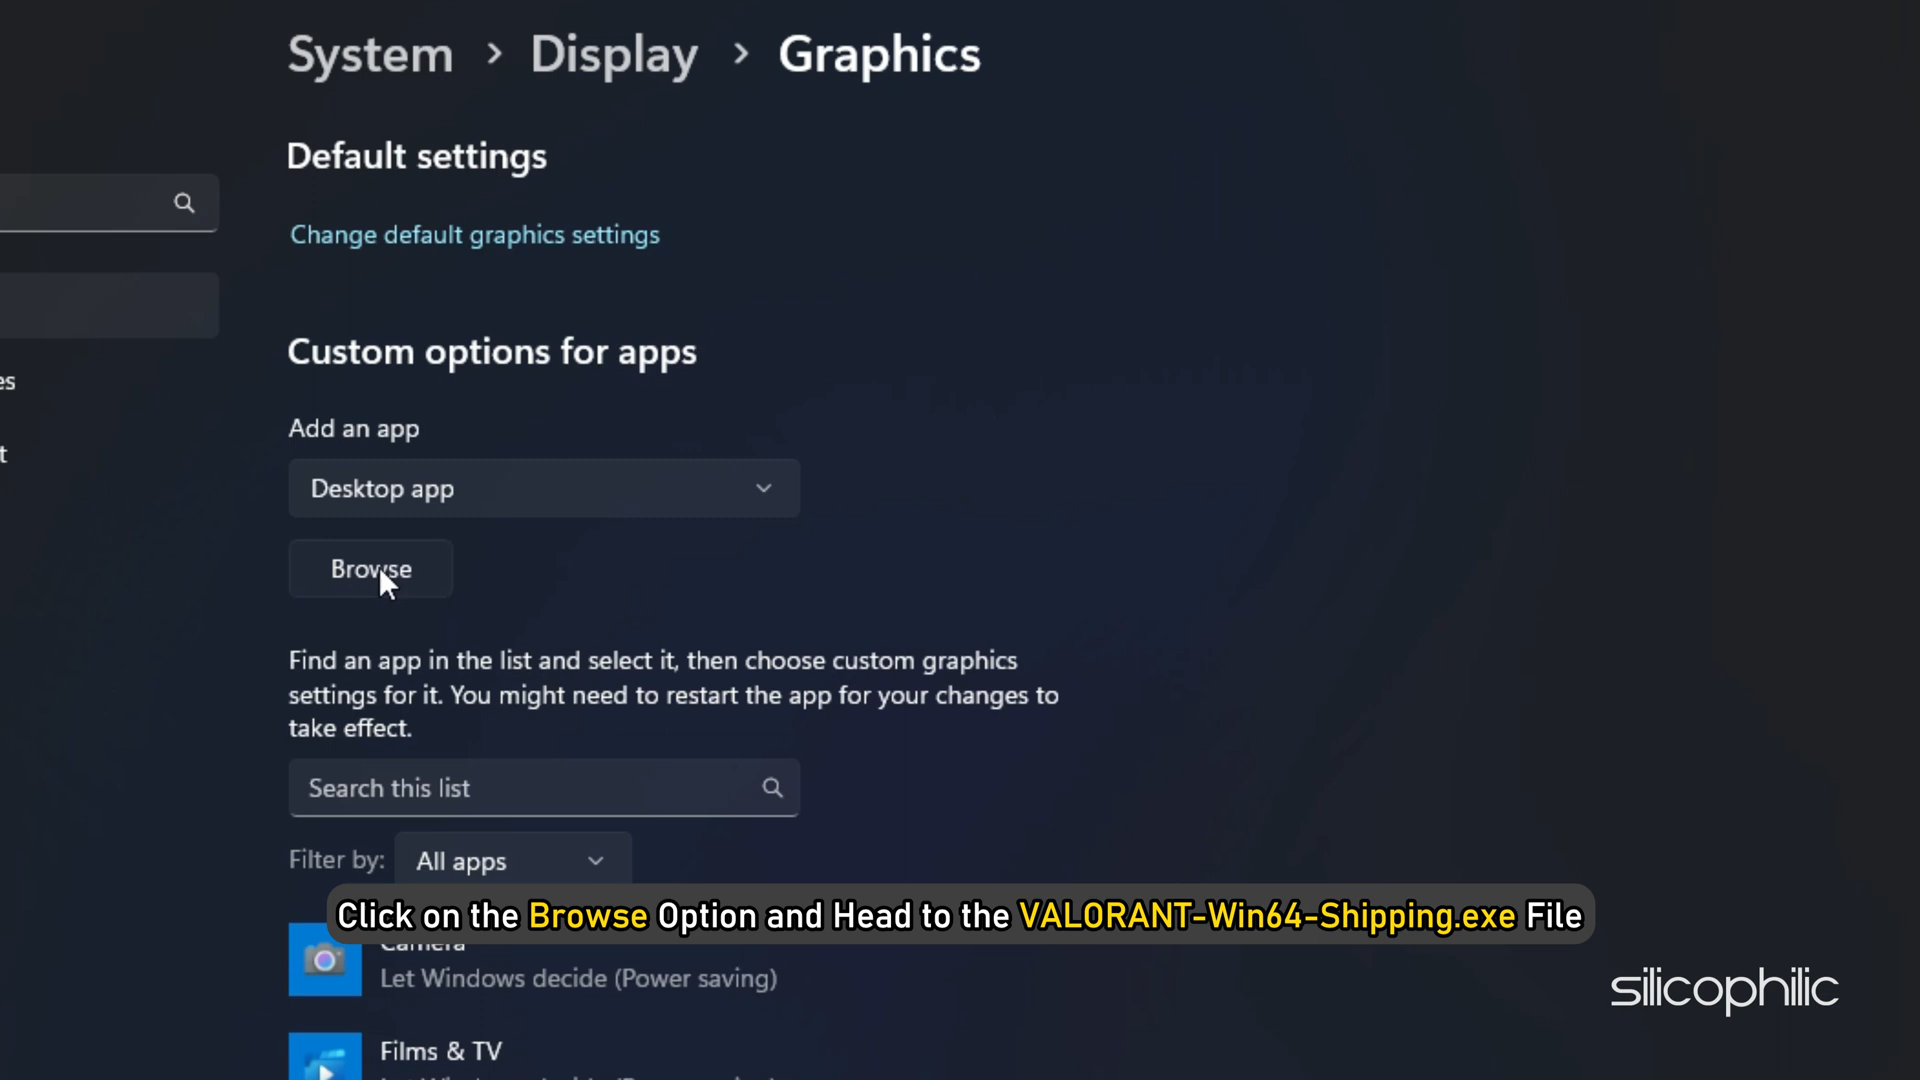 System > Display > Graphics
Default settings
Change default graphics settings
es
t
Custom options for apps
Add an app
Desktop app
Browse
Find an app in the list and select it, then choose custom graphics
settings for it. You might need to restart the app for your changes to
take effect.
Search this list
Filter by: All apps
Click on the Browse Option and Head to the VALORANT-Win64-Shipping.exe File
Camera
Let Windows decide (Power saving)
silicophilic
Films & TV